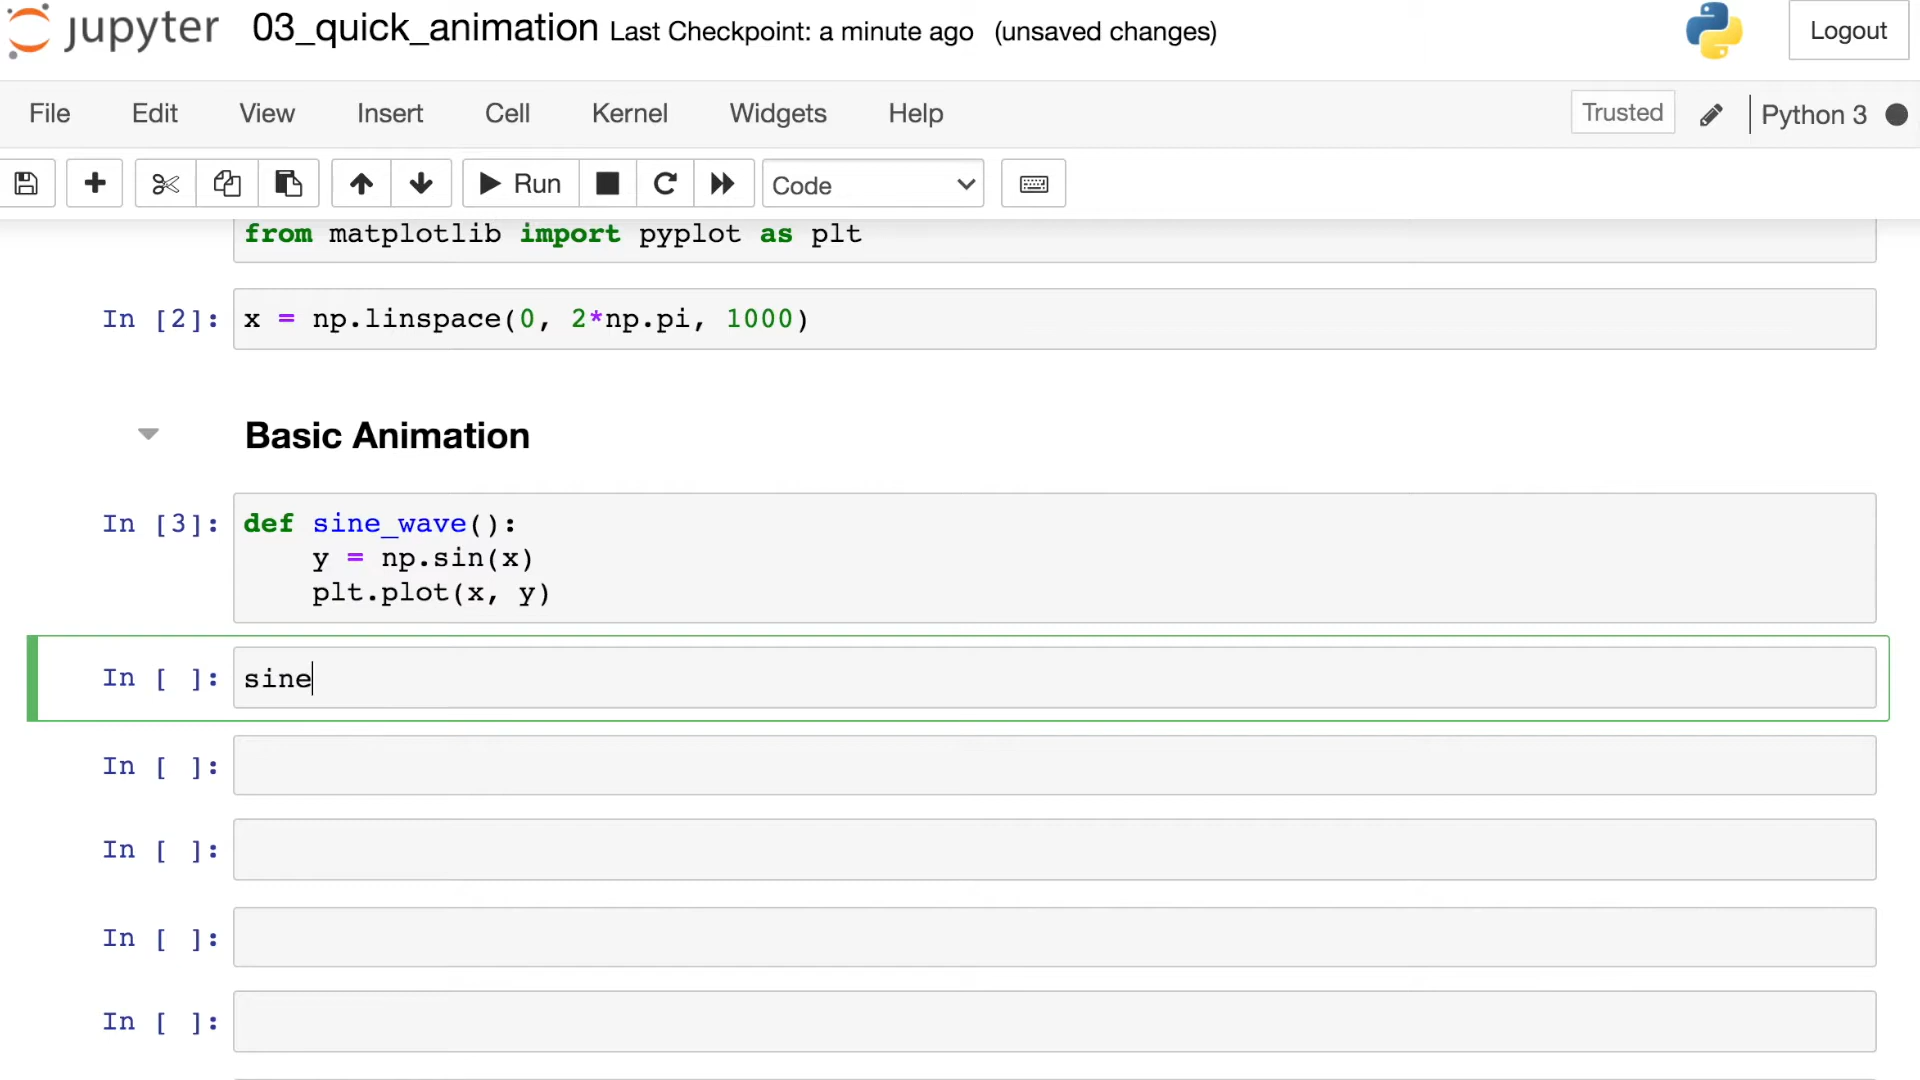 jupyter 03_quick_animation Last Checkpoint: a minute ago (unsaved changes) Logout
File Edit View Insert Cell Kernel Widgets Help Trusted Python 3
Run Code
from matplotlib import pyplot as plt
In [2]: x = np.linspace(0, 2*np.pi, 1000)
Basic Animation
In [3]: def sine_wave():
    y = np.sin(x)
    plt.plot(x, y)
In [ ]: sine
In [ ]:
In [ ]:
In [ ]:
In [ ]: